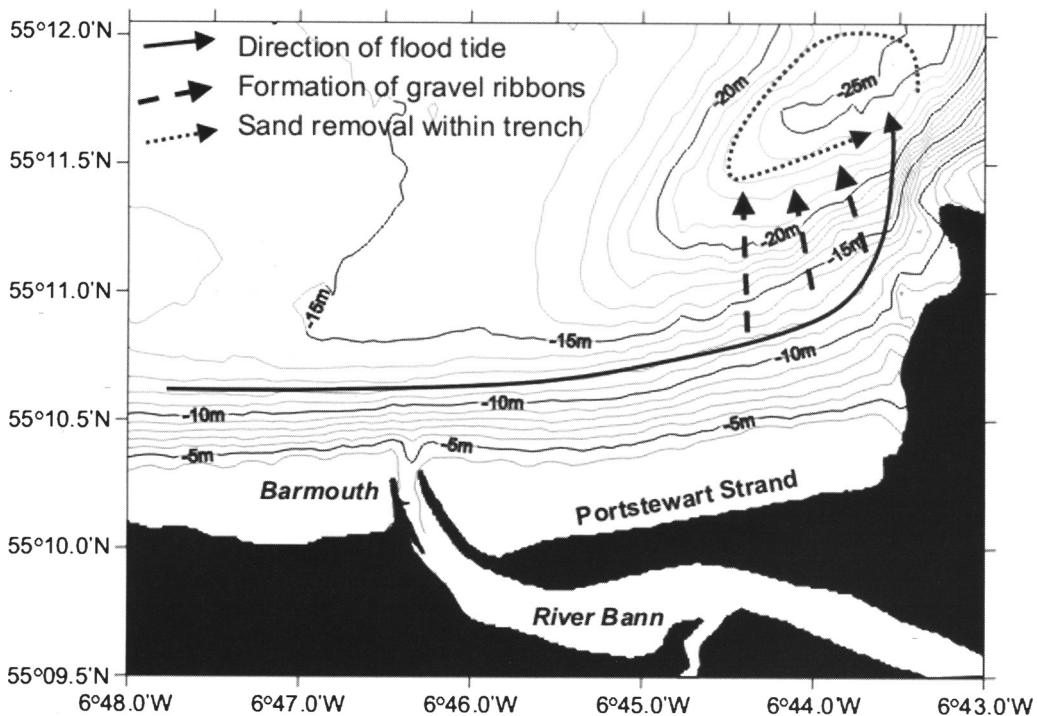 55°12.0'N
Direction of flood tide
Formation of gravel ribbons
Sand removal within trench
-20m
-25m
55°11.5'N
-20m
-15m
55°11.0'N
-15m
-15m
-10m
-10m
-10m
55°10.5'N
-5m
-5m
-5m
Barmouth
Portstewart Strand
55°10.0'N
River Bann
55°09.5'N
6°48.0'W
6°47.0'W
6°46.0'W
6°45.0'W
6°44.0'W
6°43.0'W